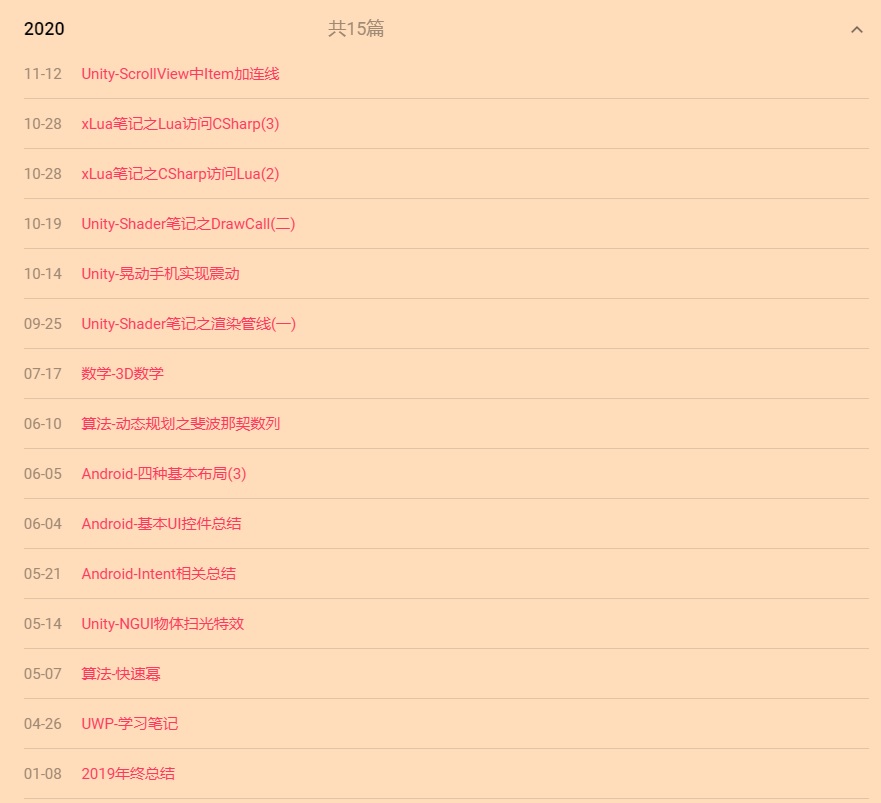 2020 共15篇
11-12 Unity-ScrollView中Item加连线
10-28 xLua笔记之Lua访问CSharp(3)
10-28 xLua笔记之CSharp访问Lua(2)
10-19 Unity-Shader笔记之DrawCall(二)
10-14 Unity-晃动手机实现震动
09-25 Unity-Shader笔记之渲染管线(一)
07-17 数学-3D数学
06-10 算法-动态规划之斐波那契数列
06-05 Android-四种基本布局(3)
06-04 Android-基本UI控件总结
05-21 Android-Intent相关总结
05-14 Unity-NGUI物体扫光特效
05-07 算法-快速幂
04-26 UWP-学习笔记
01-08 2019年终总结